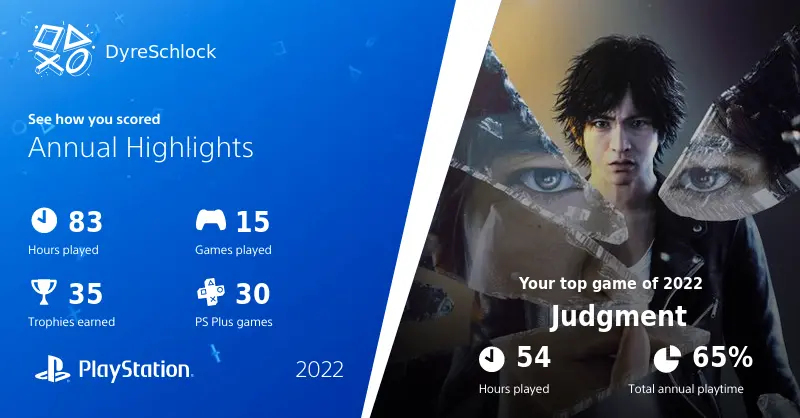 DyreSchlock
See how you scored
Annual Highlights
83
Hours played
15
Games played
35
Trophies earned
30
PS Plus games
PlayStation.
2022
Your top game of 2022
Judgment
54
Hours played
65%
Total annual playtime